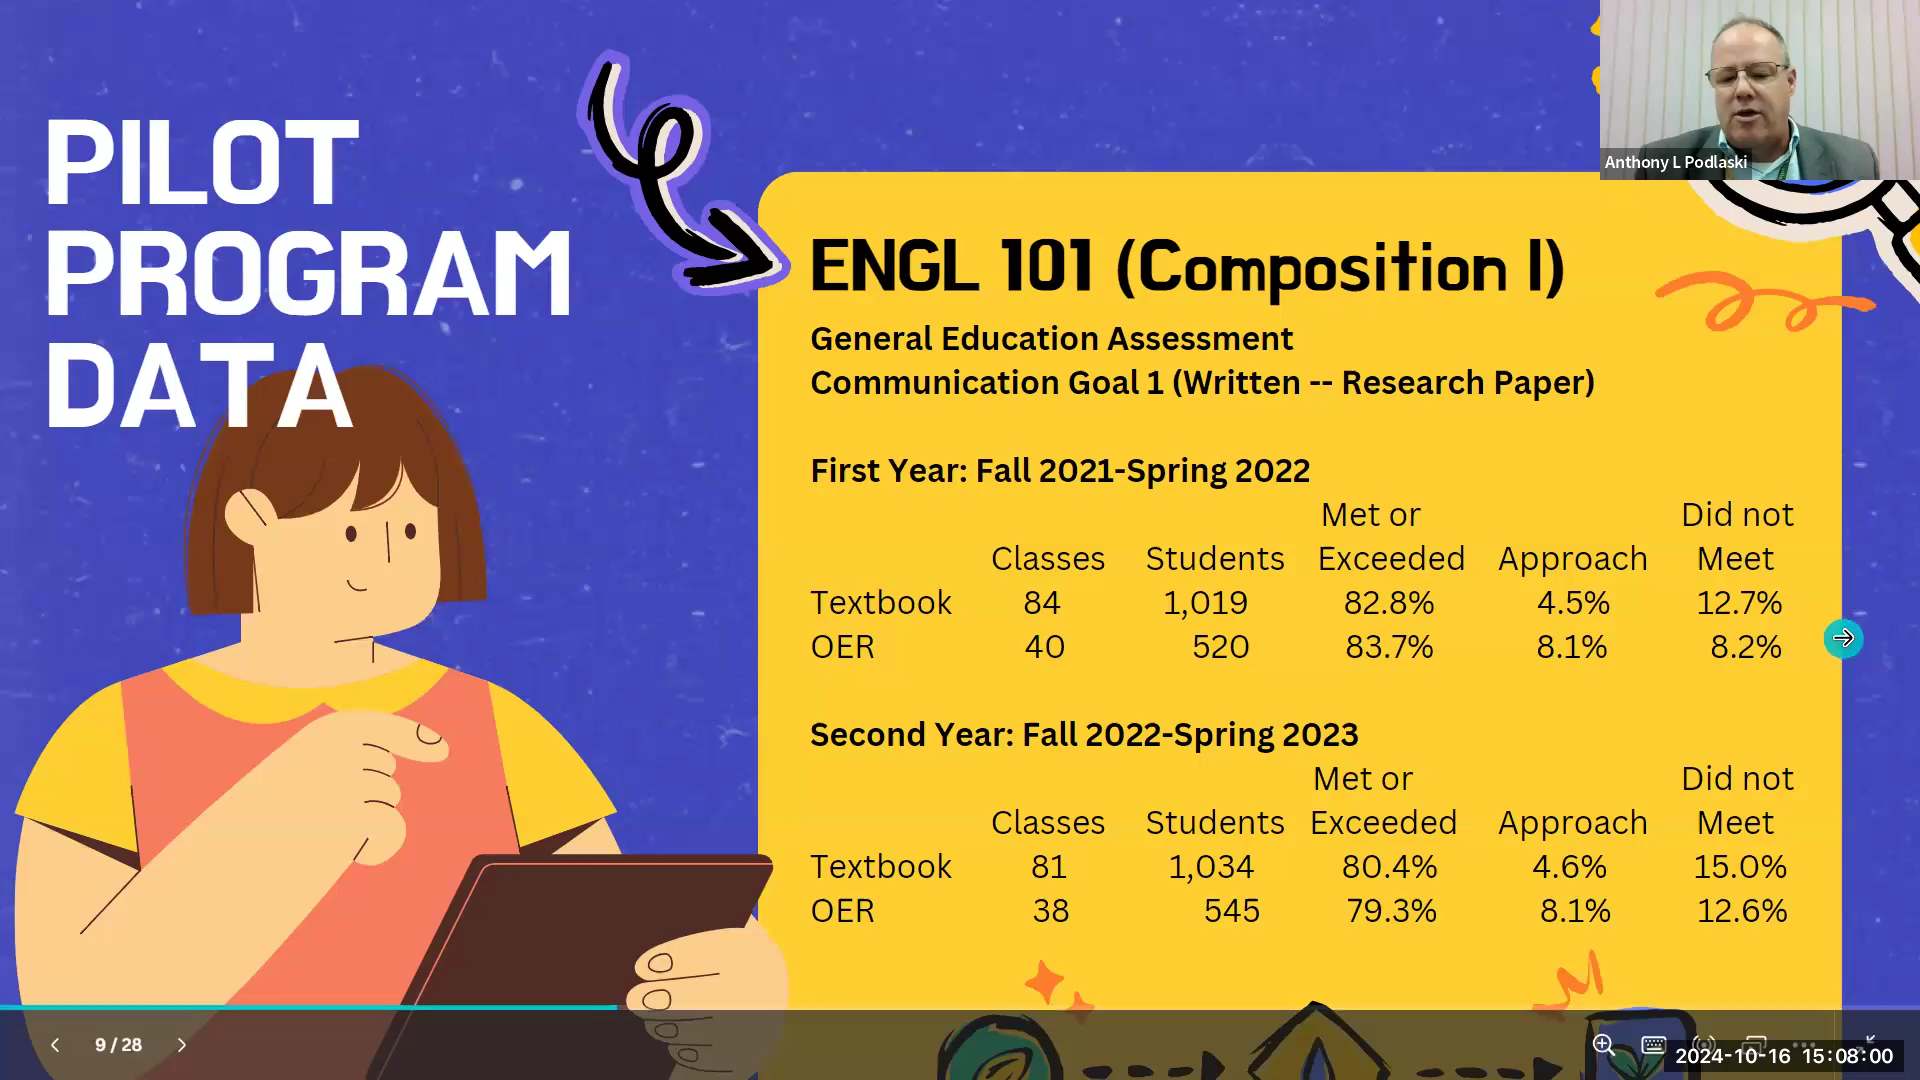 PILOT
PROGRAM
DATA
Anthony L Podlaski
ENGL 101 (Composition I)
General Education Assessment
Communication Goal 1 (Written -- Research Paper)
First Year: Fall 2021-Spring 2022
Met or Did not
Classes Students Exceeded Approach Meet
Textbook 84 1,019 82.8% 4.5% 12.7%
OER 40 520 83.7% 8.1% 8.2%
Second Year: Fall 2022-Spring 2023
Met or Did not
Classes Students Exceeded Approach Meet
Textbook 81 1,034 80.4% 4.6% 15.0%
OER 38 545 79.3% 8.1% 12.6%
9 / 28
2024-10-16 15:08:00